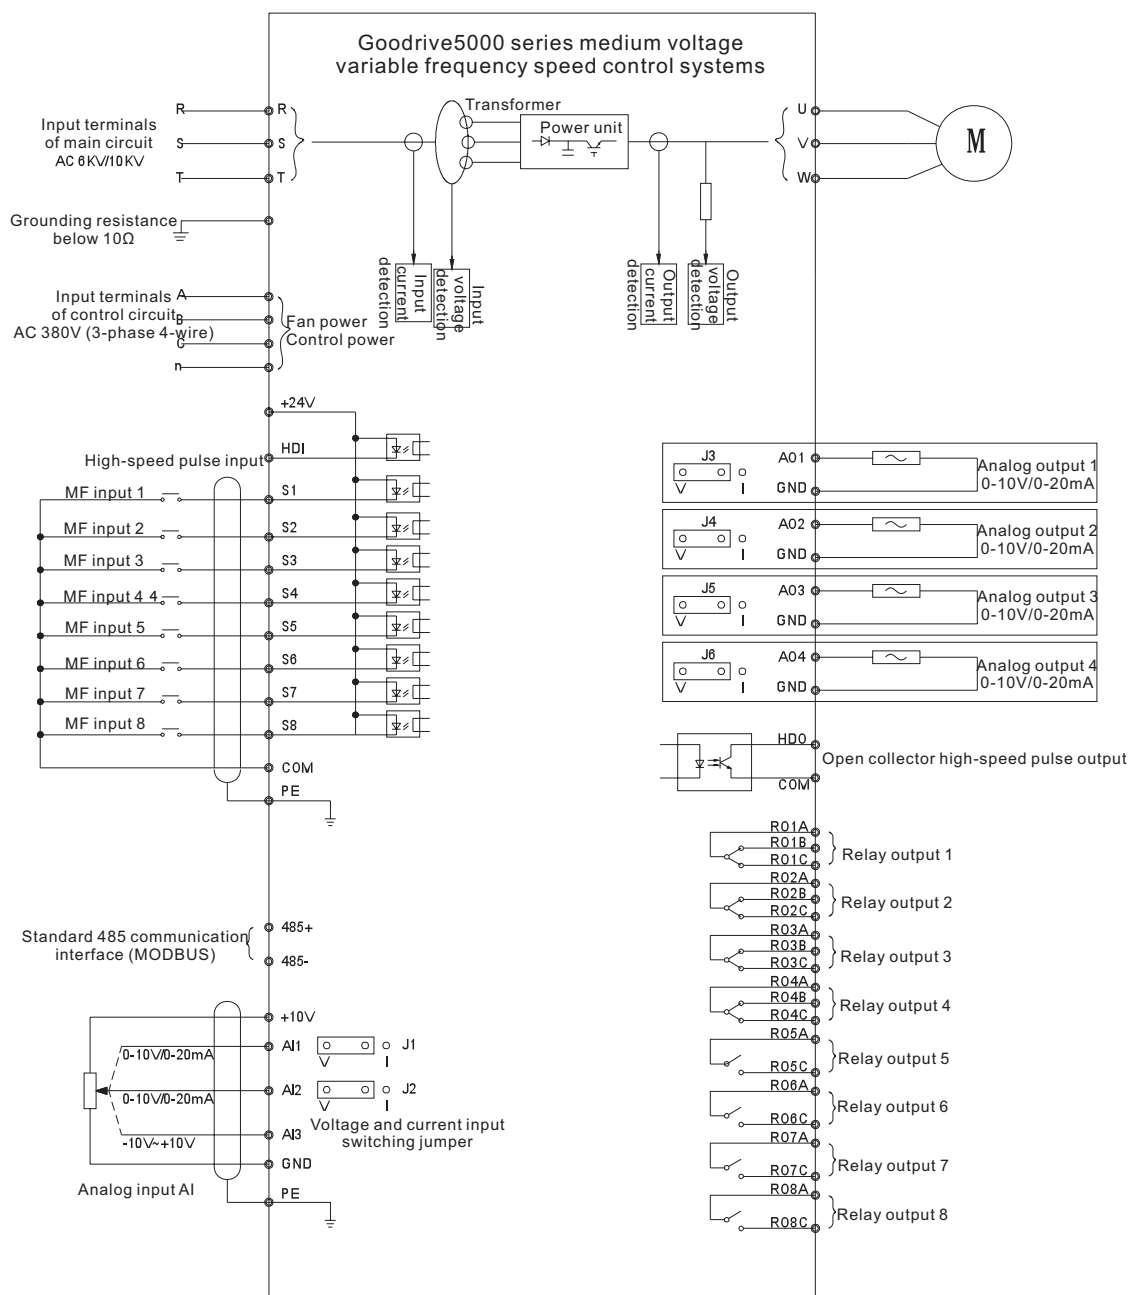 Goodrive5000 series medium voltage
variable frequency speed control systems
Input terminals
of main circuit
AC 6KV/10KV
R
S
T
R
S
T
Transformer
Power unit
U
V
W
M
Grounding resistance
below 10Ω
Input
current
detection
Input
voltage
detection
Output
current
detection
Output
voltage
detection
Input terminals
of control circuit
AC 380V (3-phase 4-wire)
A
B
C
n
Fan power
Control power
+24V
HDI
High-speed pulse input
MF input 1
S1
MF input 2
S2
MF input 3
S3
MF input 4 4
S4
MF input 5
S5
MF input 6
S6
MF input 7
S7
MF input 8
S8
COM
PE
J3
V
I
A01
GND
Analog output 1
0-10V/0-20mA
J4
V
I
A02
GND
Analog output 2
0-10V/0-20mA
J5
V
I
A03
GND
Analog output 3
0-10V/0-20mA
J6
V
I
A04
GND
Analog output 4
0-10V/0-20mA
HDO
COM
Open collector high-speed pulse output
R01A
R01B
R01C
Relay output 1
R02A
R02B
R02C
Relay output 2
R03A
R03B
R03C
Relay output 3
R04A
R04B
R04C
Relay output 4
R05A
R05C
Relay output 5
R06A
R06C
Relay output 6
R07A
R07C
Relay output 7
R08A
R08C
Relay output 8
Standard 485 communication
interface (MODBUS)
485+
485-
+10V
0-10V/0-20mA
AI1
J1
V
I
0-10V/0-20mA
AI2
J2
V
I
Voltage and current input
switching jumper
-10V~+10V
AI3
GND
Analog input AI
PE